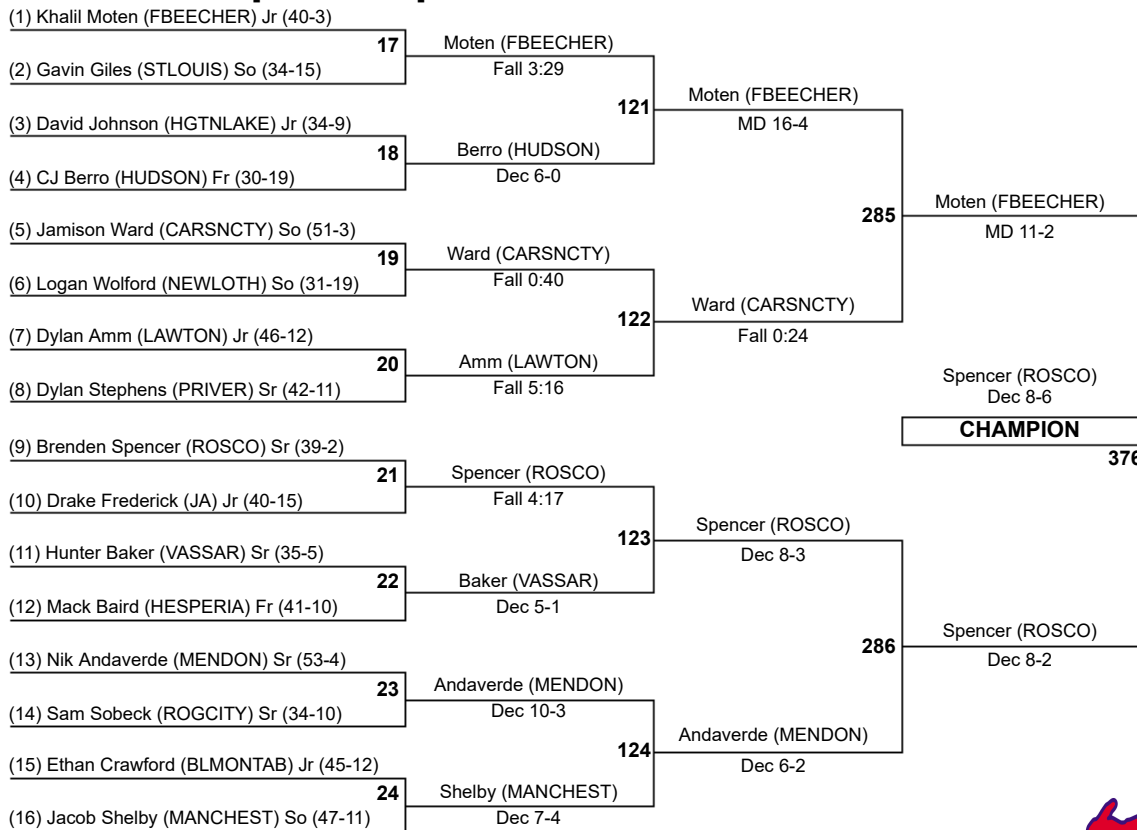 (1) Khalil Moten (FBEECHER) Jr (40-3)
17
Moten (FBEECHER)
Fall 3:29
(2) Gavin Giles (STLOUIS) So (34-15)
121
Moten (FBEECHER)
MD 16-4
(3) David Johnson (HGTNLAKE) Jr (34-9)
18
Berro (HUDSON)
Dec 6-0
(4) CJ Berro (HUDSON) Fr (30-19)
285
Moten (FBEECHER)
MD 11-2
(5) Jamison Ward (CARSNCTY) So (51-3)
19
Ward (CARSNCTY)
Fall 0:40
(6) Logan Wolford (NEWLOTH) So (31-19)
122
Ward (CARSNCTY)
Fall 0:24
(7) Dylan Amm (LAWTON) Jr (46-12)
20
Amm (LAWTON)
Fall 5:16
(8) Dylan Stephens (PRIVER) Sr (42-11)
Spencer (ROSCO)
Dec 8-6
CHAMPION
376
(9) Brenden Spencer (ROSCO) Sr (39-2)
21
Spencer (ROSCO)
Fall 4:17
(10) Drake Frederick (JA) Jr (40-15)
123
Spencer (ROSCO)
Dec 8-3
(11) Hunter Baker (VASSAR) Sr (35-5)
22
Baker (VASSAR)
Dec 5-1
(12) Mack Baird (HESPERIA) Fr (41-10)
286
Spencer (ROSCO)
Dec 8-2
(13) Nik Andaverde (MENDON) Sr (53-4)
23
Andaverde (MENDON)
Dec 10-3
(14) Sam Sobeck (ROGCITY) Sr (34-10)
124
Andaverde (MENDON)
Dec 6-2
(15) Ethan Crawford (BLMONTAB) Jr (45-12)
24
Shelby (MANCHEST)
Dec 7-4
(16) Jacob Shelby (MANCHEST) So (47-11)